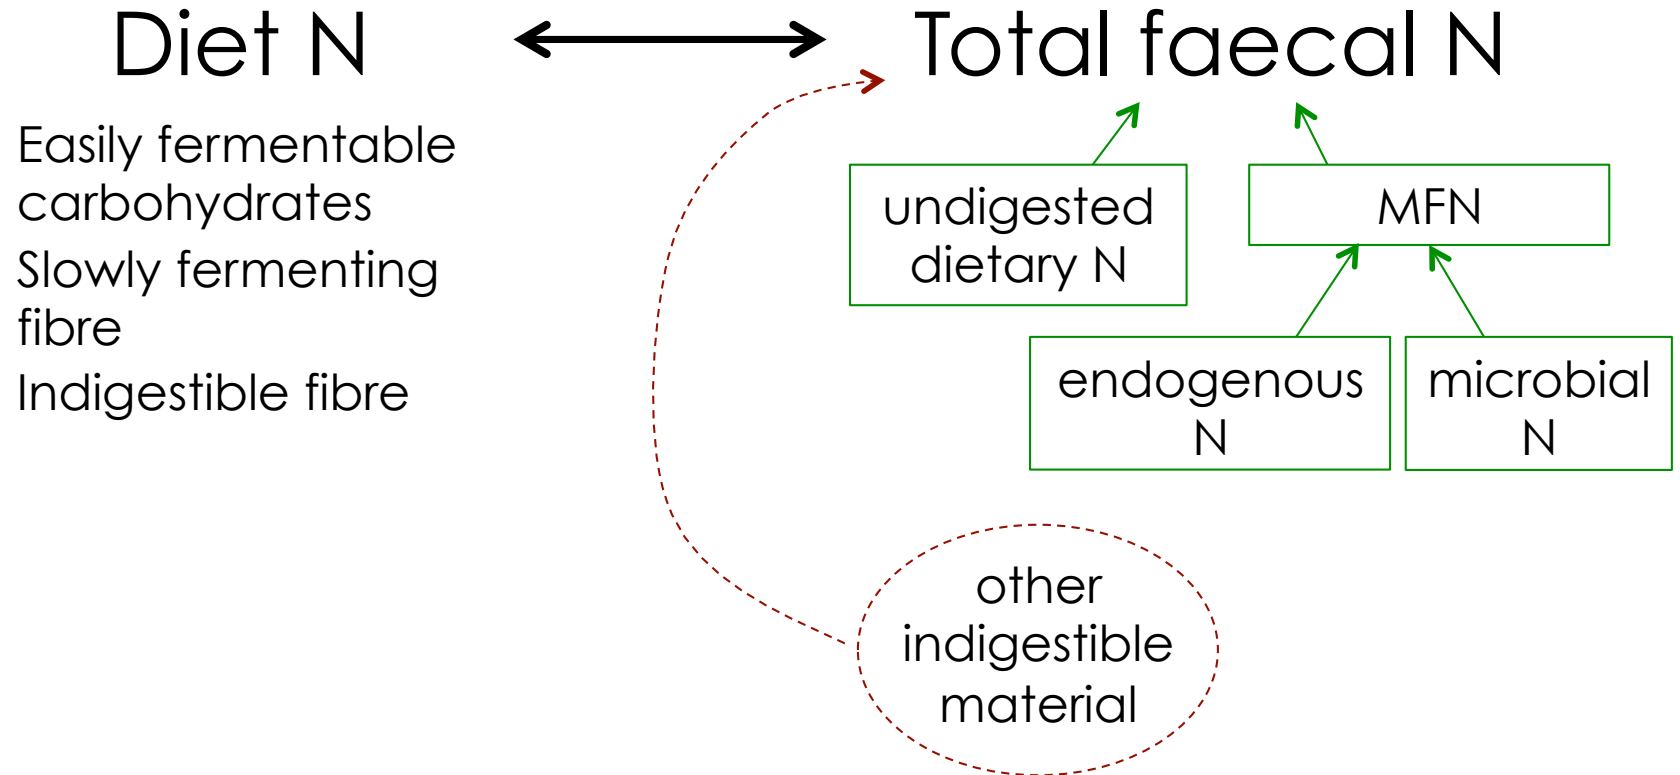 Diet N
Total faecal N
Easily fermentable
carbohydrates
Slowly fermenting
fibre
Indigestible fibre
undigested
dietary N
MFN
endogenous
N
microbial
N
other
indigestible
material